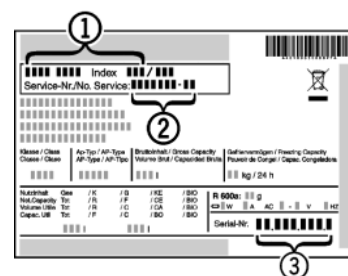 1
Index /
Service-Nr./No. Service: -
2
Klasse / Class
Classe / Clase
Ap-Typ / AP-Type
AIP-Type / AP-Tipo
Bruttoinhalt / Gross Capacity
Volume Brut / Capacidad Bruta
Gefriervermögen / Freezing Capacity
Pouvoir de Congel / Capac. Congeladora
l
kg / 24 h
Nutzinhalt Ges / K / G / KE / BIO
Net.Capacity Tot. / R / F / CE / BIO
Volume Utile Tot. / R / C / CA / BIO
Capac. Util Tot. / F / C / BO / BIO
l l
R 600a: g
W A AC - V HZ
Serial-Nr.
3